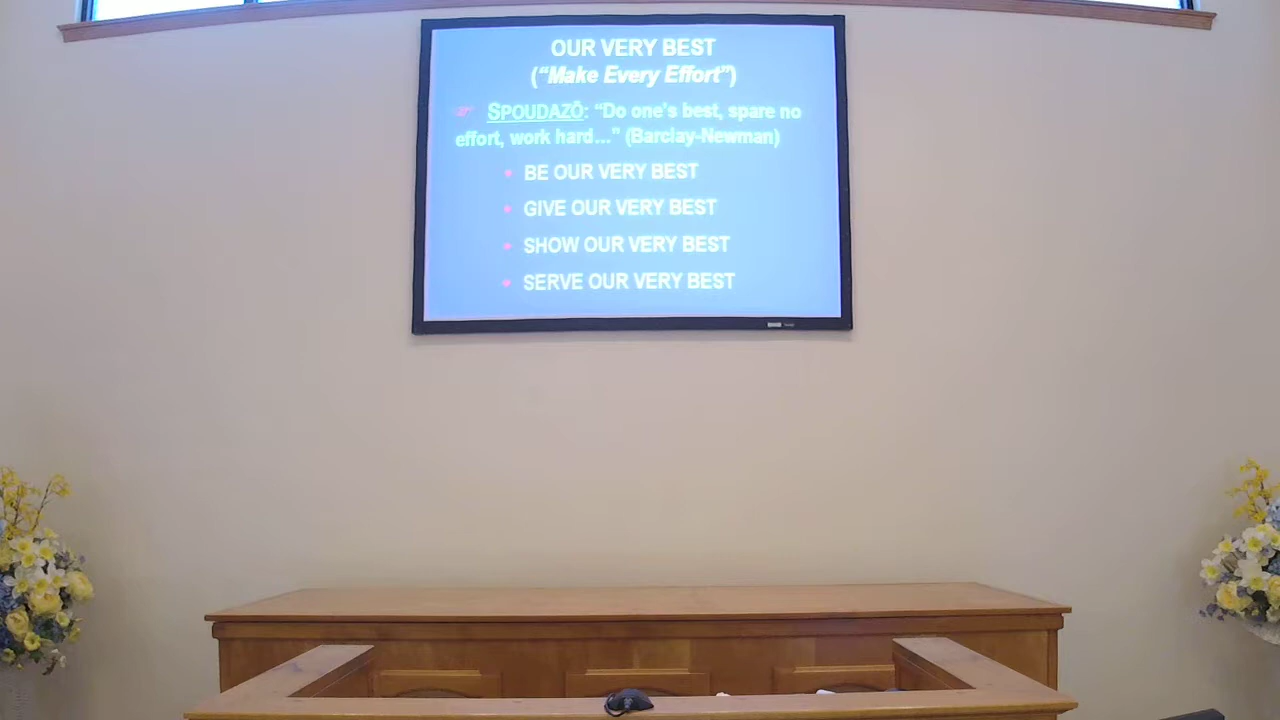 OUR VERY BEST
(“Make Every Effort”)
SPOUDAZŌ: “Do one’s best, spare no
effort, work hard…” (Barclay-Newman)
BE OUR VERY BEST
GIVE OUR VERY BEST
SHOW OUR VERY BEST
SERVE OUR VERY BEST